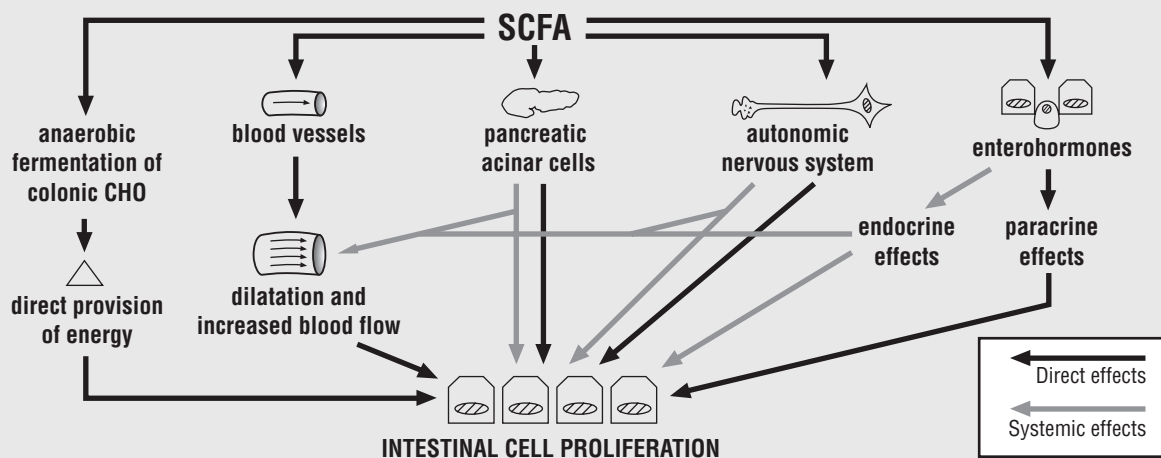 SCFA
anaerobic
fermentation of
colonic CHO
blood vessels
pancreatic
acinar cells
autonomic
nervous system
enterohormones
direct provision
of energy
dilatation and
increased blood flow
endocrine
effects
paracrine
effects
INTESTINAL CELL PROLIFERATION
Direct effects
Systemic effects